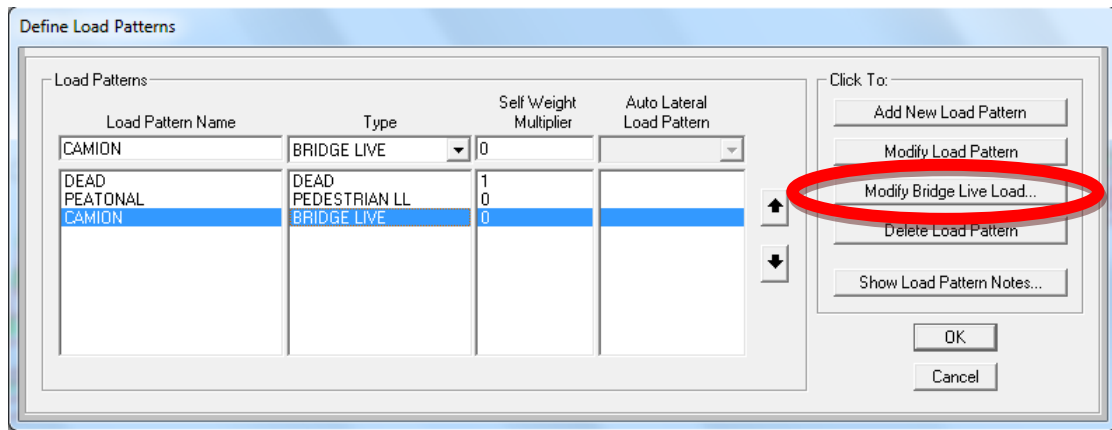 Define Load Patterns
Load Patterns
Click To:
Load Pattern Name Type Self Weight Multiplier Auto Lateral Load Pattern
CAMION BRIDGE LIVE 0
DEAD DEAD 1
PEATONAL PEDESTRIAN LL 0
CAMION BRIDGE LIVE 0
Add New Load Pattern
Modify Load Pattern
Modify Bridge Live Load...
Delete Load Pattern
Show Load Pattern Notes...
OK
Cancel